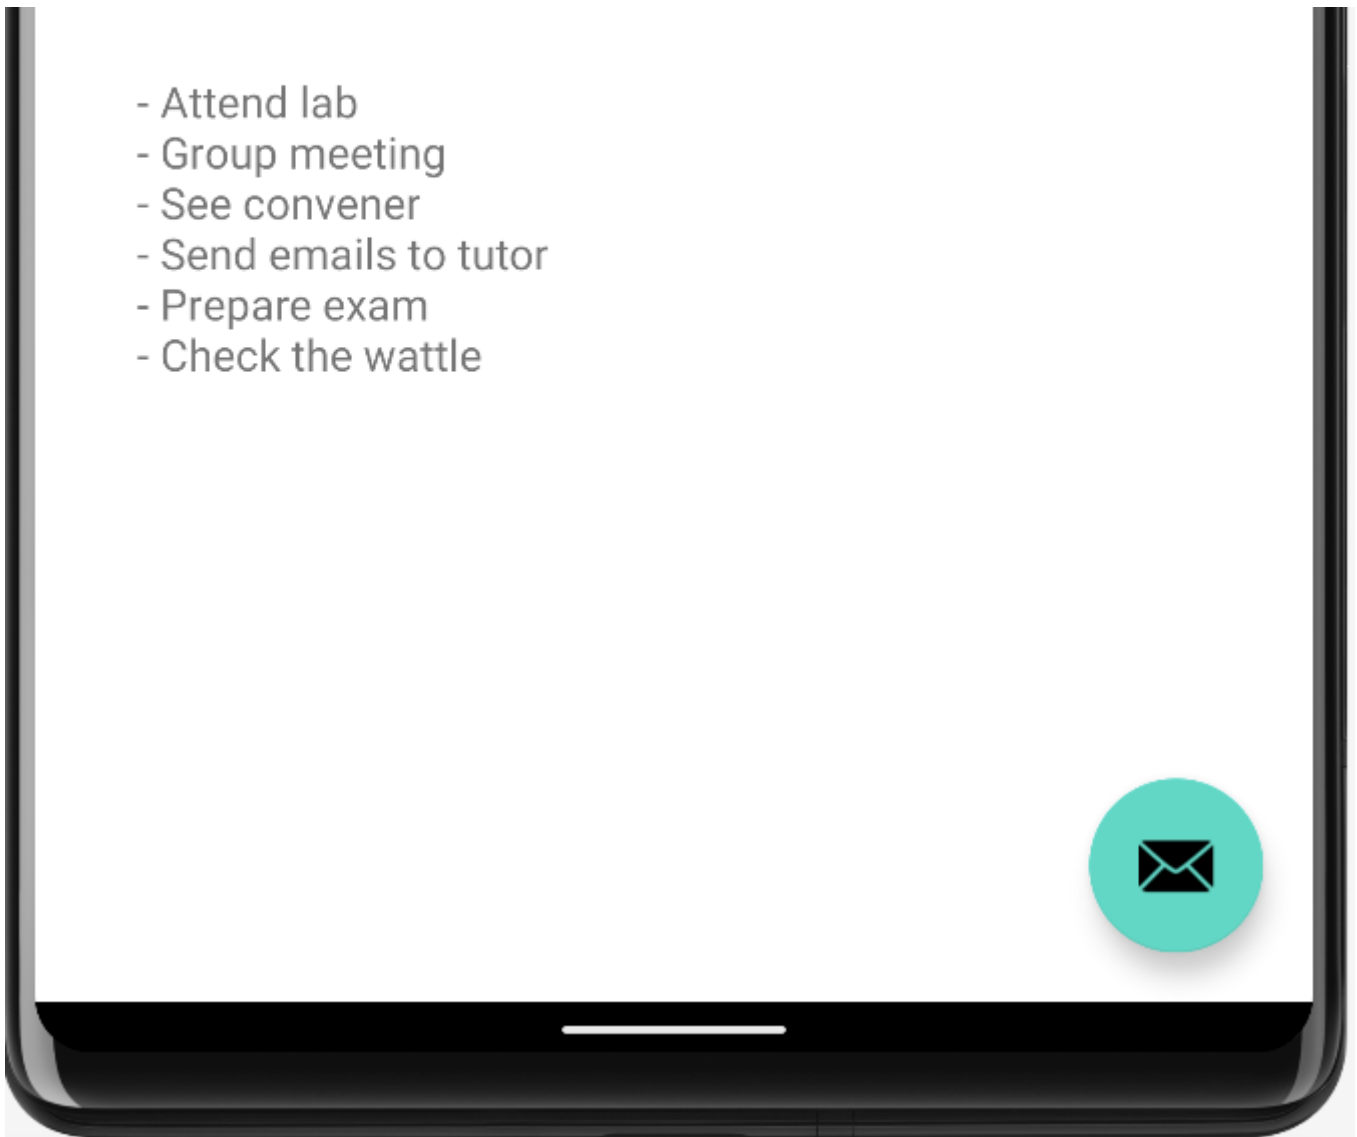 - Attend lab
- Group meeting
- See convener
- Send emails to tutor
- Prepare exam
- Check the wattle